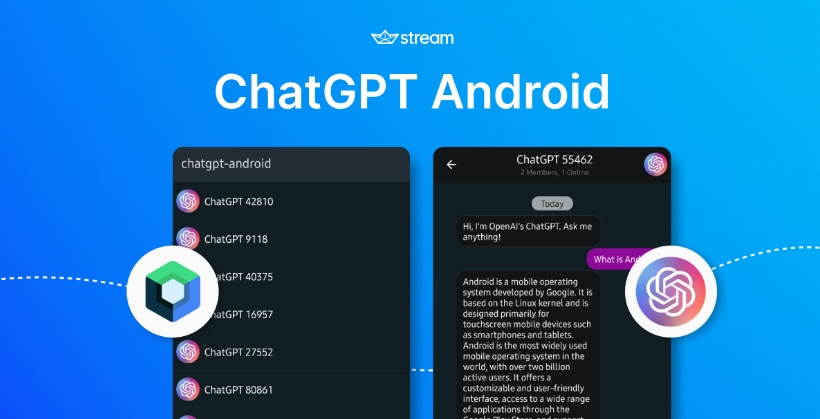 stream
ChatGPT Android
chatgpt-android
ChatGPT 42810
ChatGPT 9118
ChatGPT 40375
16957
ChatGPT 27552
ChatGPT 80861
ChatGPT 55462
2 Members, 1 Online
Today
Hi, I'm OpenAI's ChatGPT. Ask me
anything!
What is
Android is a mobile operating
system developed by Google. It is
based on the Linux kernel and is
designed primarily for
touchscreen mobile devices such
as smartphones and tablets.
Android is the most widely used
mobile operating system in the
world, with over two billion
active users. It offers a
customizable and user-friendly
interface, access to a wide range
of applications through the